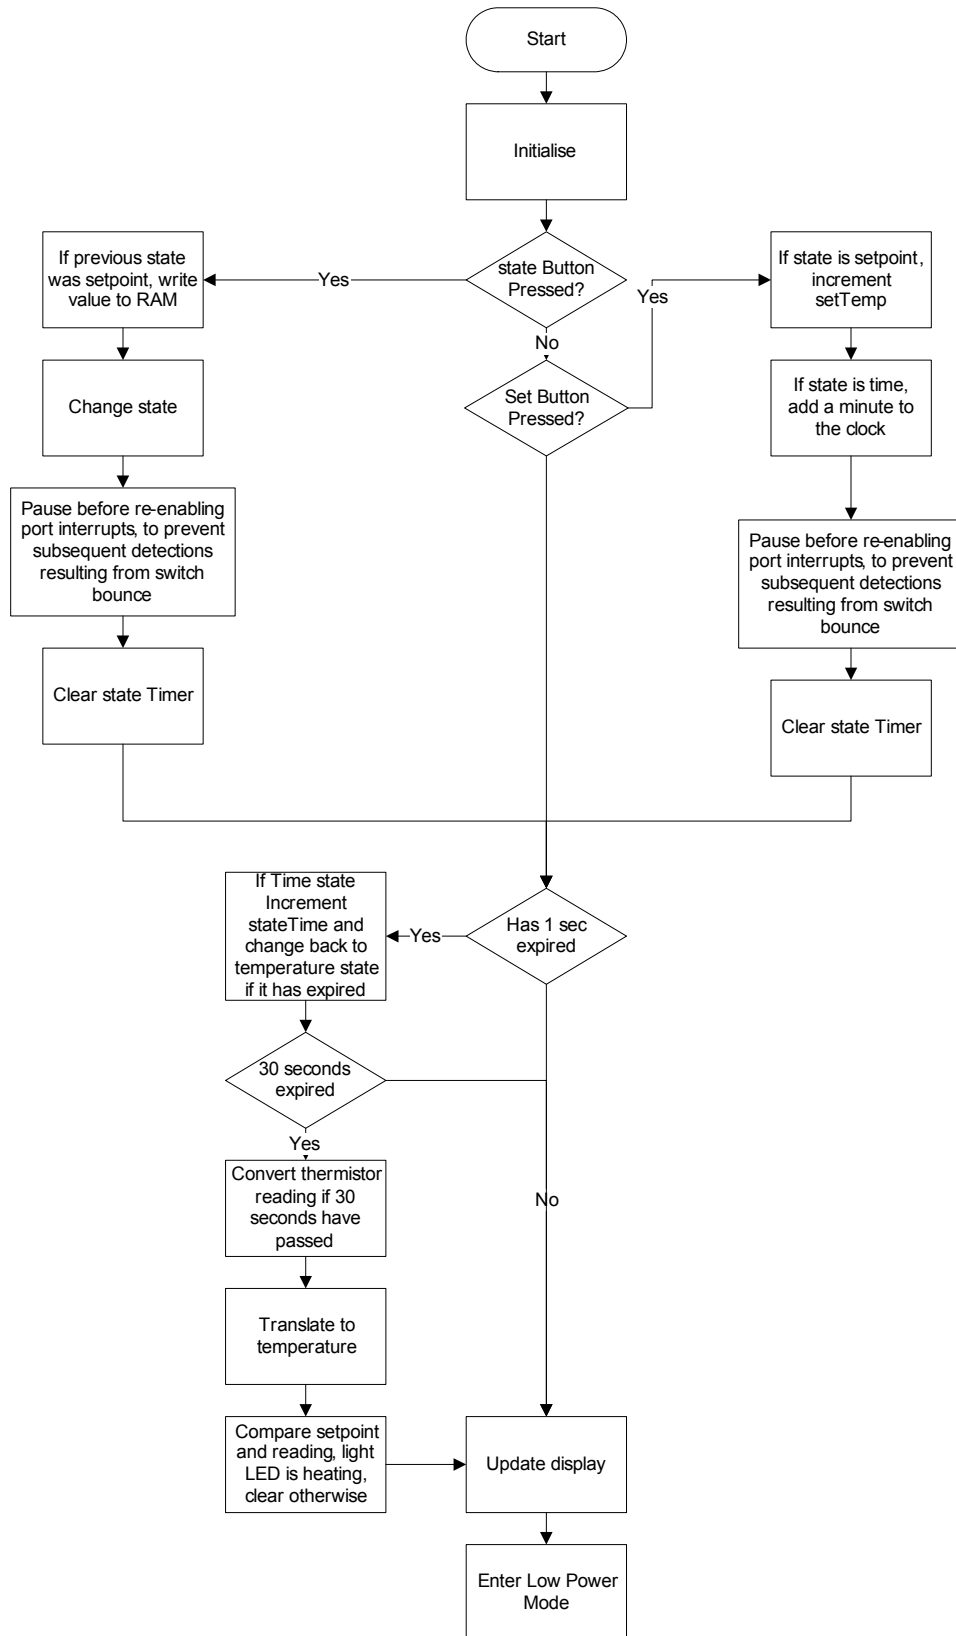 Start
Initialise
state Button
Pressed?
Yes
If previous state
was setpoint, write
value to RAM
Change state
Pause before re-enabling
port interrupts, to prevent
subsequent detections
resulting from switch
bounce
Clear state Timer
No
Set Button
Pressed?
Yes
If state is setpoint,
increment
setTemp
If state is time,
add a minute to
the clock
Pause before re-enabling
port interrupts, to prevent
subsequent detections
resulting from switch
bounce
Clear state Timer
Has 1 sec
expired
Yes
If Time state
Increment
stateTime and
change back to
temperature state
if it has expired
30 seconds
expired
Yes
Convert thermistor
reading if 30
seconds have
passed
No
Translate to
temperature
Compare setpoint
and reading, light
LED is heating,
clear otherwise
Update display
Enter Low Power
Mode